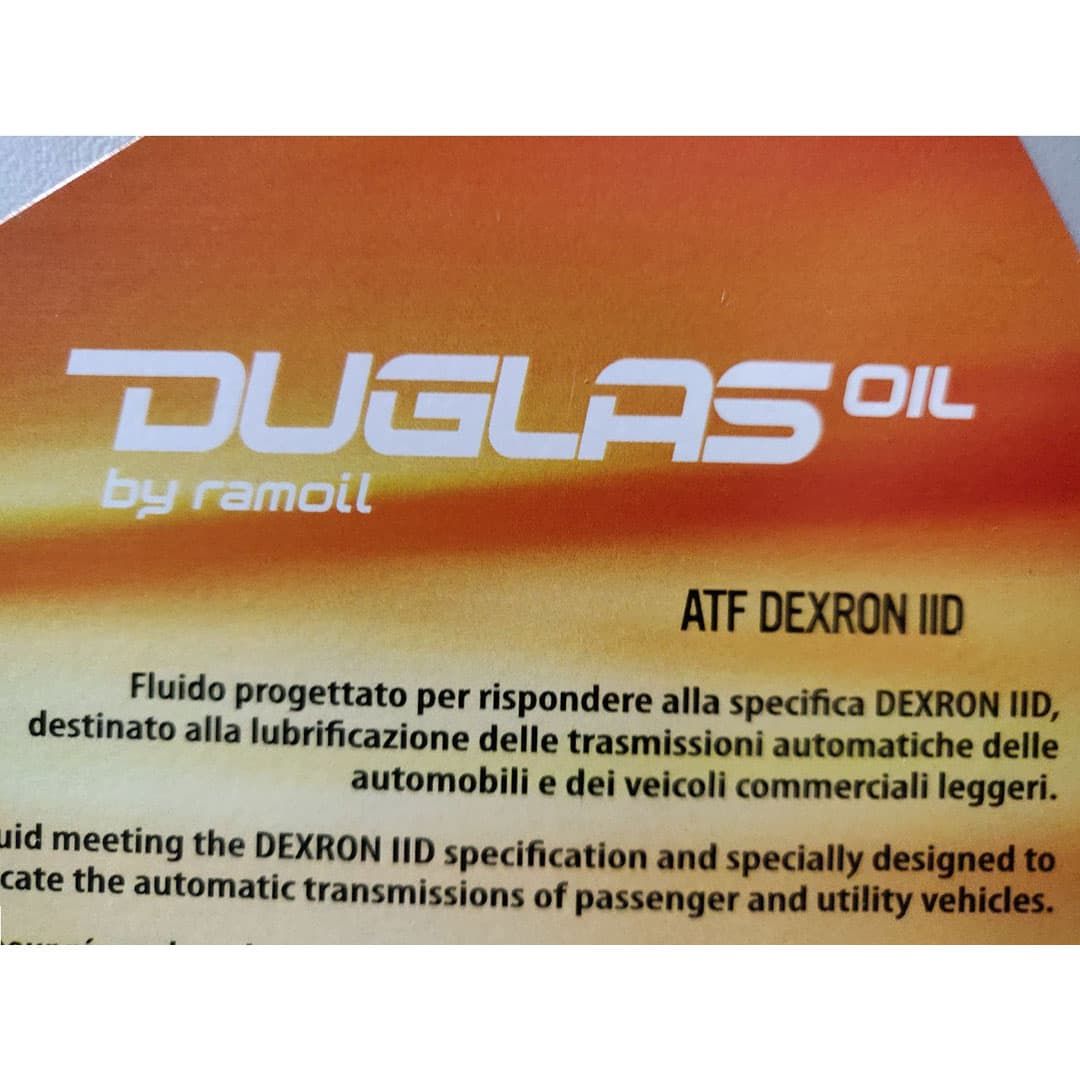 DUGLAS OIL
by ramoil
ATF DEXRON IID
Fluido progettato per rispondere alla specifica DEXRON IID,
destinato alla lubrificazione delle trasmissioni automatiche delle
automobili e dei veicoli commerciali leggeri.
meeting the DEXRON IID specification and specially designed to
the automatic transmissions of passenger and utility vehicles.